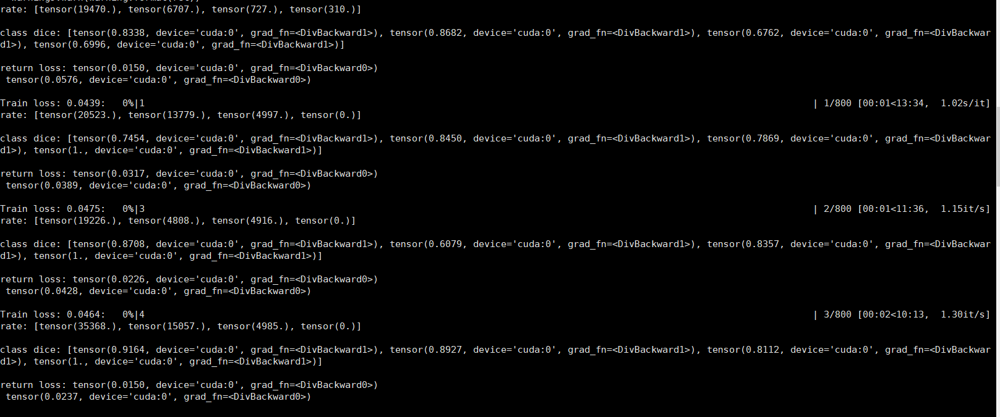 rate: [tensor(19470.), tensor(6707.), tensor(727.), tensor(310.)]
class dice: [tensor(0.8338, device='cuda:0', grad_fn=<DivBackward1>), tensor(0.8682, device='cuda:0', grad_fn=<DivBackward1>), tensor(0.6762, device='cuda:0', grad_fn=<DivBackwar
d1>), tensor(0.6996, device='cuda:0', grad_fn=<DivBackward1>)]
return loss: tensor(0.0150, device='cuda:0', grad_fn=<DivBackward0>)
 tensor(0.0576, device='cuda:0', grad_fn=<DivBackward0>)
Train loss: 0.0439:   0%|1 | 1/800 [00:01<13:34,  1.02s/it]
rate: [tensor(20523.), tensor(13779.), tensor(4997.), tensor(0.)]
class dice: [tensor(0.7454, device='cuda:0', grad_fn=<DivBackward1>), tensor(0.8450, device='cuda:0', grad_fn=<DivBackward1>), tensor(0.7869, device='cuda:0', grad_fn=<DivBackwar
d1>), tensor(1., device='cuda:0', grad_fn=<DivBackward1>)]
return loss: tensor(0.0317, device='cuda:0', grad_fn=<DivBackward0>)
 tensor(0.0389, device='cuda:0', grad_fn=<DivBackward0>)
Train loss: 0.0475:   0%|3 | 2/800 [00:01<11:36,  1.15it/s]
rate: [tensor(19226.), tensor(4808.), tensor(4916.), tensor(0.)]
class dice: [tensor(0.8708, device='cuda:0', grad_fn=<DivBackward1>), tensor(0.6079, device='cuda:0', grad_fn=<DivBackward1>), tensor(0.8357, device='cuda:0', grad_fn=<DivBackwar
d1>), tensor(1., device='cuda:0', grad_fn=<DivBackward1>)]
return loss: tensor(0.0226, device='cuda:0', grad_fn=<DivBackward0>)
 tensor(0.0428, device='cuda:0', grad_fn=<DivBackward0>)
Train loss: 0.0464:   0%|4 | 3/800 [00:02<10:13,  1.30it/s]
rate: [tensor(35368.), tensor(15057.), tensor(4985.), tensor(0.)]
class dice: [tensor(0.9164, device='cuda:0', grad_fn=<DivBackward1>), tensor(0.8927, device='cuda:0', grad_fn=<DivBackward1>), tensor(0.8112, device='cuda:0', grad_fn=<DivBackwar
d1>), tensor(1., device='cuda:0', grad_fn=<DivBackward1>)]
return loss: tensor(0.0150, device='cuda:0', grad_fn=<DivBackward0>)
 tensor(0.0237, device='cuda:0', grad_fn=<DivBackward0>)